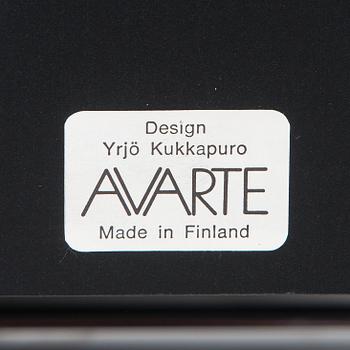 Design
Yrjö Kukkapuro
AVARTE
Made in Finland